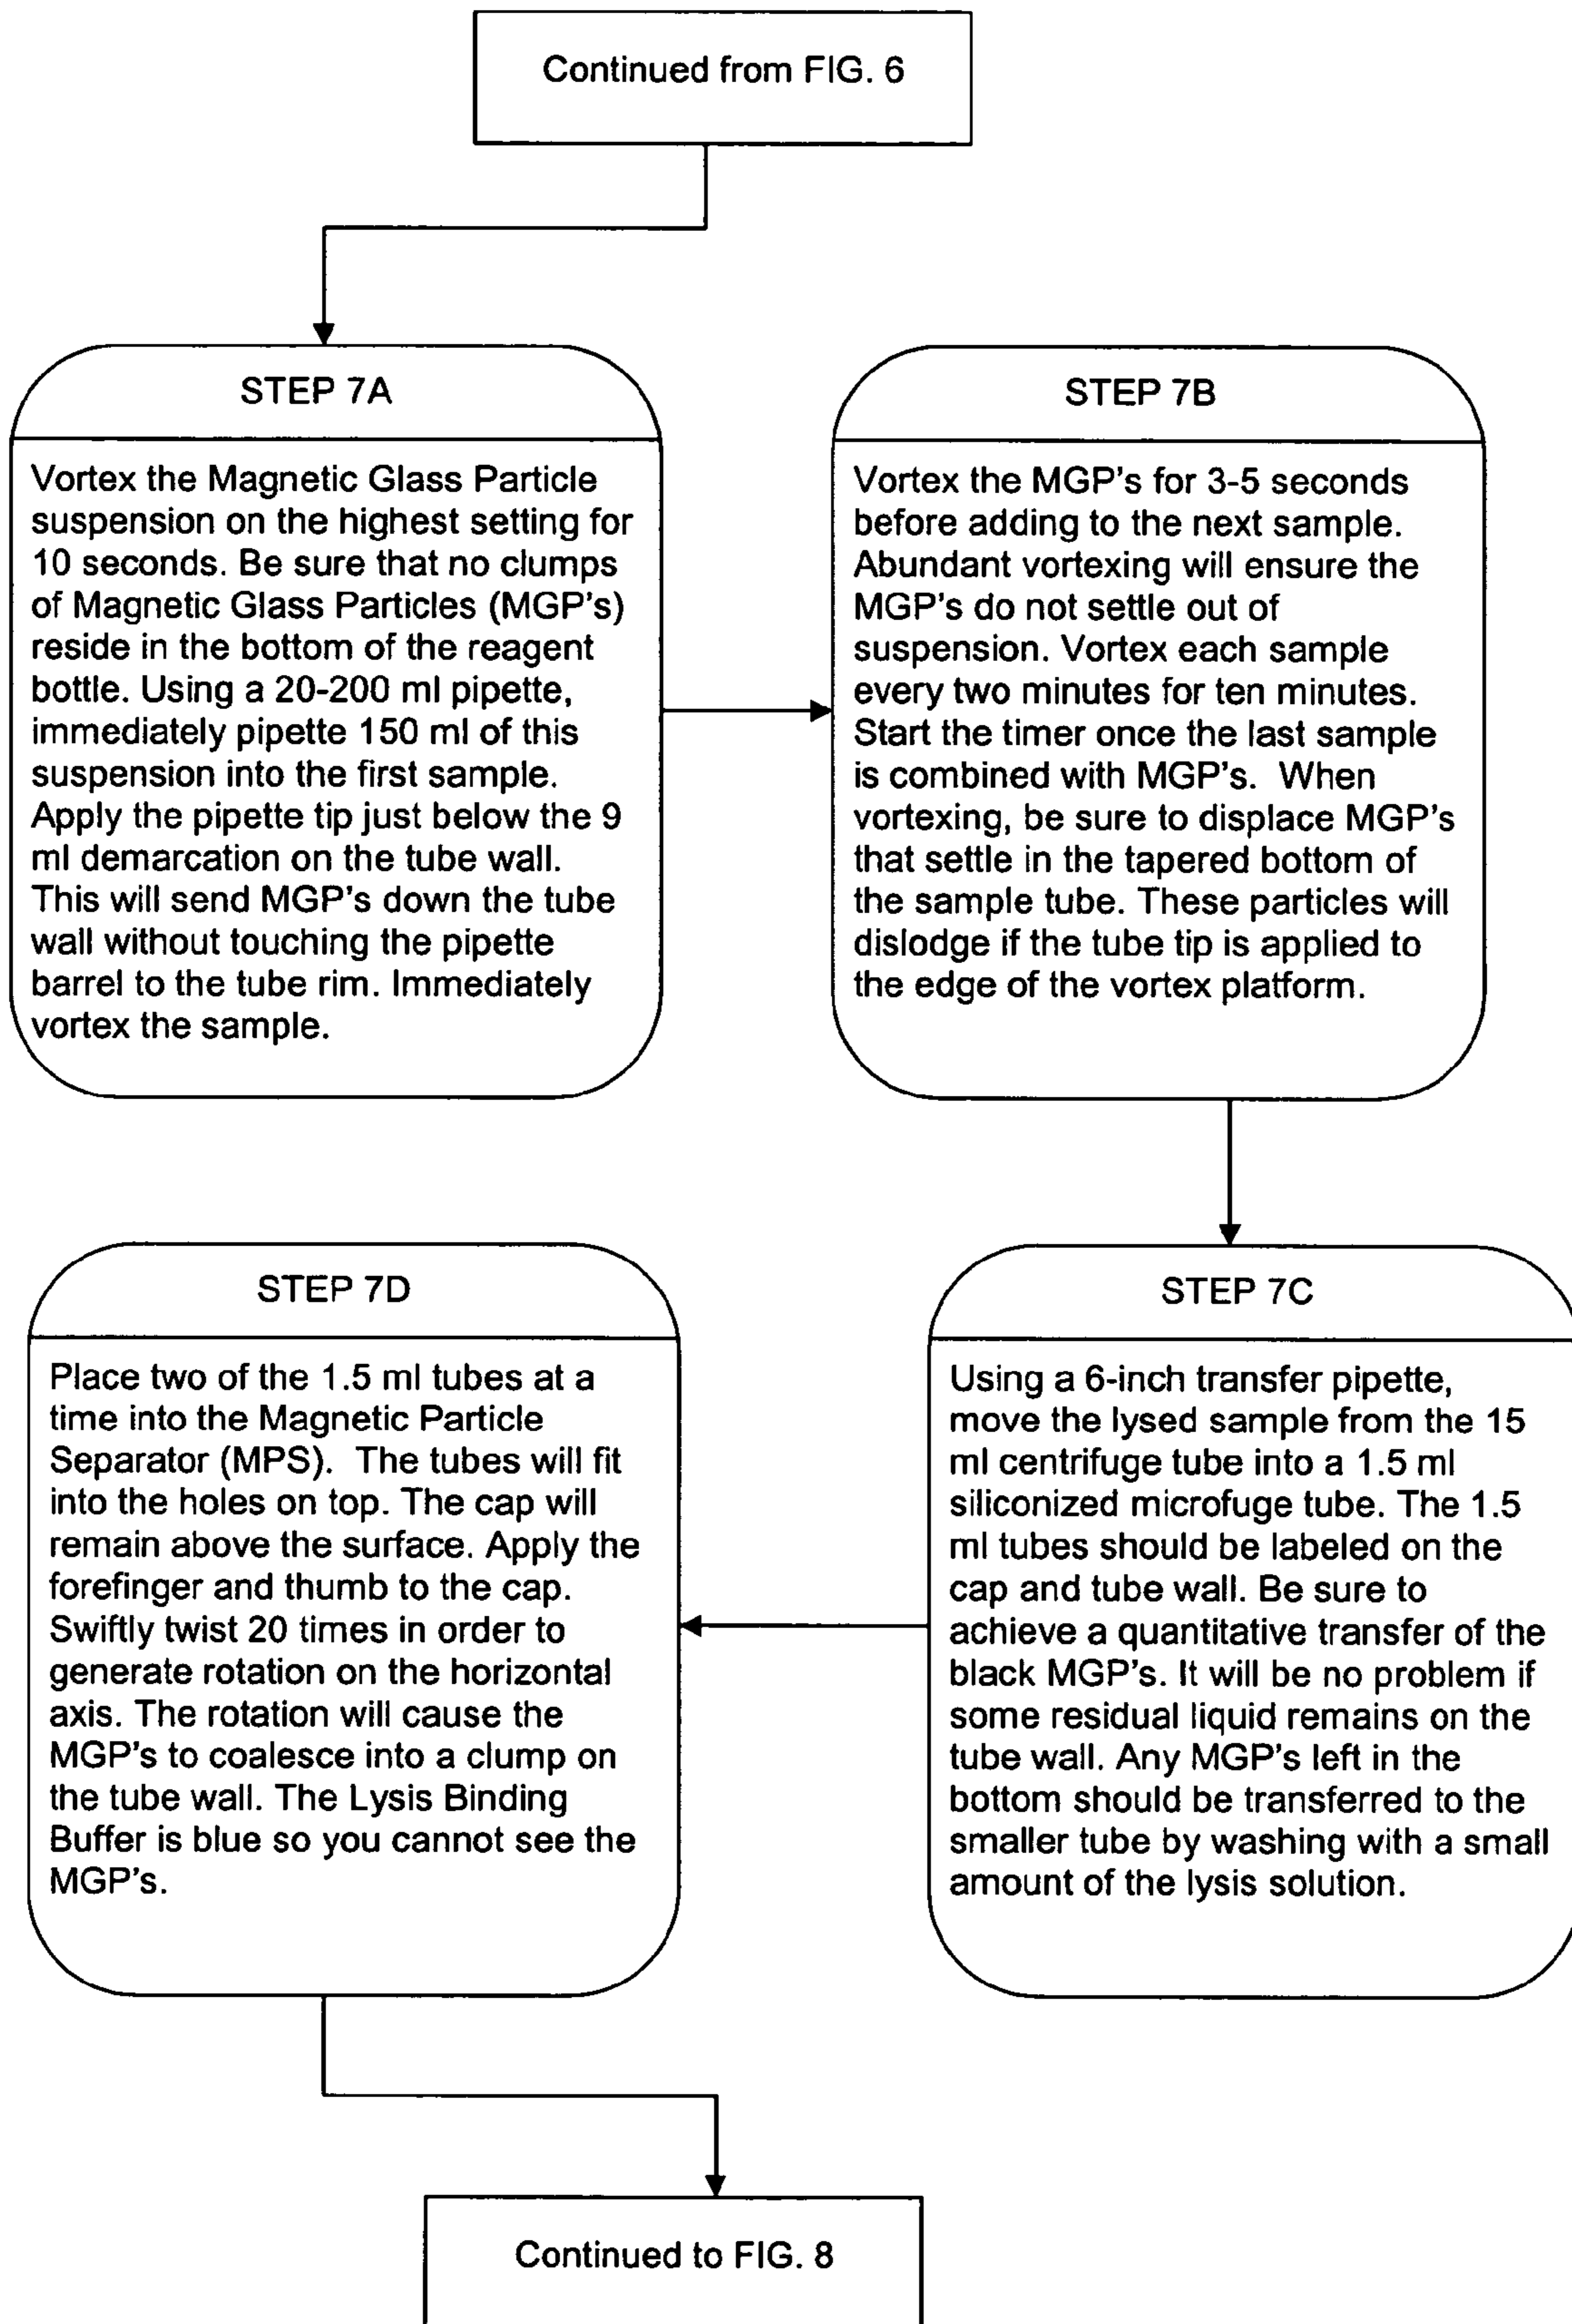 Continued from FIG. 6
STEP 7A
Vortex the Magnetic Glass Particle
suspension on the highest setting for
10 seconds. Be sure that no clumps
of Magnetic Glass Particles (MGP's)
reside in the bottom of the reagent
bottle. Using a 20-200 ml pipette,
immediately pipette 150 ml of this
suspension into the first sample.
Apply the pipette tip just below the 9
ml demarcation on the tube wall.
This will send MGP's down the tube
wall without touching the pipette
barrel to the tube rim. Immediately
vortex the sample.
STEP 7B
Vortex the MGP's for 3-5 seconds
before adding to the next sample.
Abundant vortexing will ensure the
MGP's do not settle out of
suspension. Vortex each sample
every two minutes for ten minutes.
Start the timer once the last sample
is combined with MGP's.  When
vortexing, be sure to displace MGP's
that settle in the tapered bottom of
the sample tube. These particles will
dislodge if the tube tip is applied to
the edge of the vortex platform.
STEP 7C
Using a 6-inch transfer pipette,
move the lysed sample from the 15
ml centrifuge tube into a 1.5 ml
siliconized microfuge tube. The 1.5
ml tubes should be labeled on the
cap and tube wall. Be sure to
achieve a quantitative transfer of the
black MGP's. It will be no problem if
some residual liquid remains on the
tube wall. Any MGP's left in the
bottom should be transferred to the
smaller tube by washing with a small
amount of the lysis solution.
STEP 7D
Place two of the 1.5 ml tubes at a
time into the Magnetic Particle
Separator (MPS).  The tubes will fit
into the holes on top. The cap will
remain above the surface. Apply the
forefinger and thumb to the cap.
Swiftly twist 20 times in order to
generate rotation on the horizontal
axis. The rotation will cause the
MGP's to coalesce into a clump on
the tube wall. The Lysis Binding
Buffer is blue so you cannot see the
MGP's.
Continued to FIG. 8